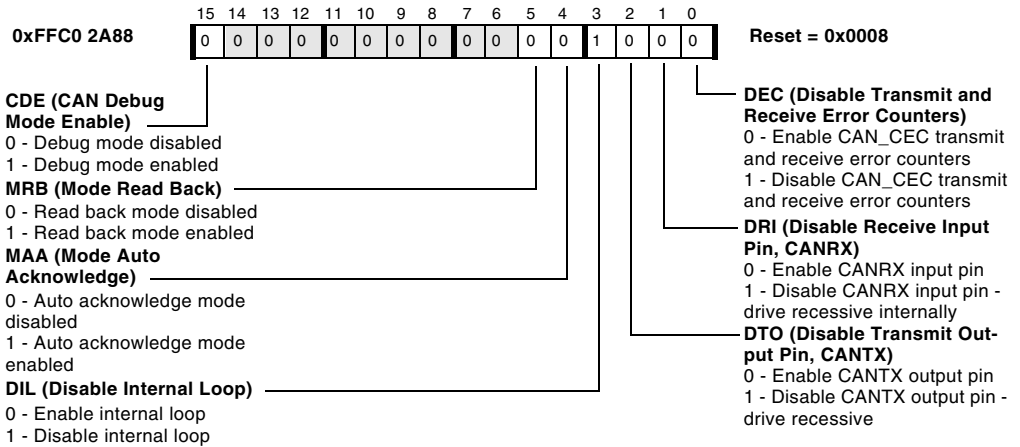 15 14 13 12 11 10 9 8 7 6 5 4 3 2 1 0
0xFFC0 2A88
0 0 0 0 0 0 0 0 0 0 0 0 1 0 0 0
Reset = 0x0008
CDE (CAN Debug
Mode Enable)
0 - Debug mode disabled
1 - Debug mode enabled
MRB (Mode Read Back)
0 - Read back mode disabled
1 - Read back mode enabled
MAA (Mode Auto
Acknowledge)
0 - Auto acknowledge mode
disabled
1 - Auto acknowledge mode
enabled
DIL (Disable Internal Loop)
0 - Enable internal loop
1 - Disable internal loop
DEC (Disable Transmit and
Receive Error Counters)
0 - Enable CAN_CEC transmit
and receive error counters
1 - Disable CAN_CEC transmit
and receive error counters
DRI (Disable Receive Input
Pin, CANRX)
0 - Enable CANRX input pin
1 - Disable CANRX input pin -
drive recessive internally
DTO (Disable Transmit Out-
put Pin, CANTX)
0 - Enable CANTX output pin
1 - Disable CANTX output pin -
drive recessive